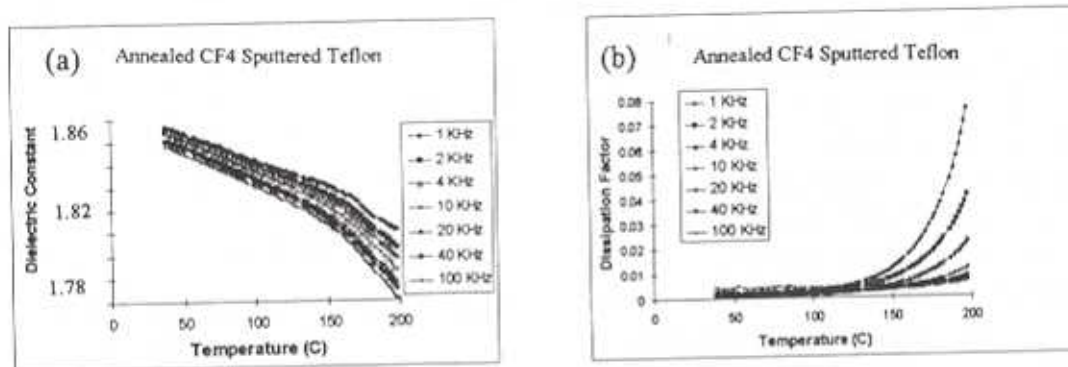 (a) Annealed CF4 Sputtered Teflon
Dielectric Constant
1.86
1.82
1.78
0 50 100 150 200
Temperature (C)
1 KHz
2 KHz
4 KHz
10 KHz
20 KHz
40 KHz
100 KHz
(b) Annealed CF4 Sputtered Teflon
Dissipation Factor
0.08
0.07
0.06
0.05
0.04
0.03
0.02
0.01
0
0 50 100 150 200
Temperature (C)
1 KHz
2 KHz
4 KHz
10 KHz
20 KHz
40 KHz
100 KHz